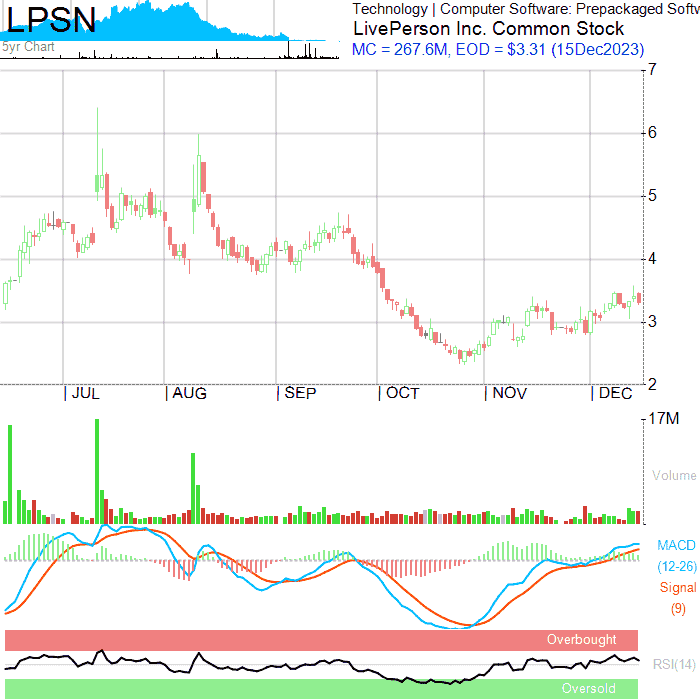 LPSN
Technology | Computer Software: Prepackaged Softw
LivePerson Inc. Common Stock
5yr Chart
MC = 267.6M, EOD = $3.31 (15Dec2023)
7
6
5
4
3
2
JUL AUG SEP OCT NOV DEC
17M
Volume
MACD
(12-26)
Signal
(9)
Overbought
RSI(14)
Oversold